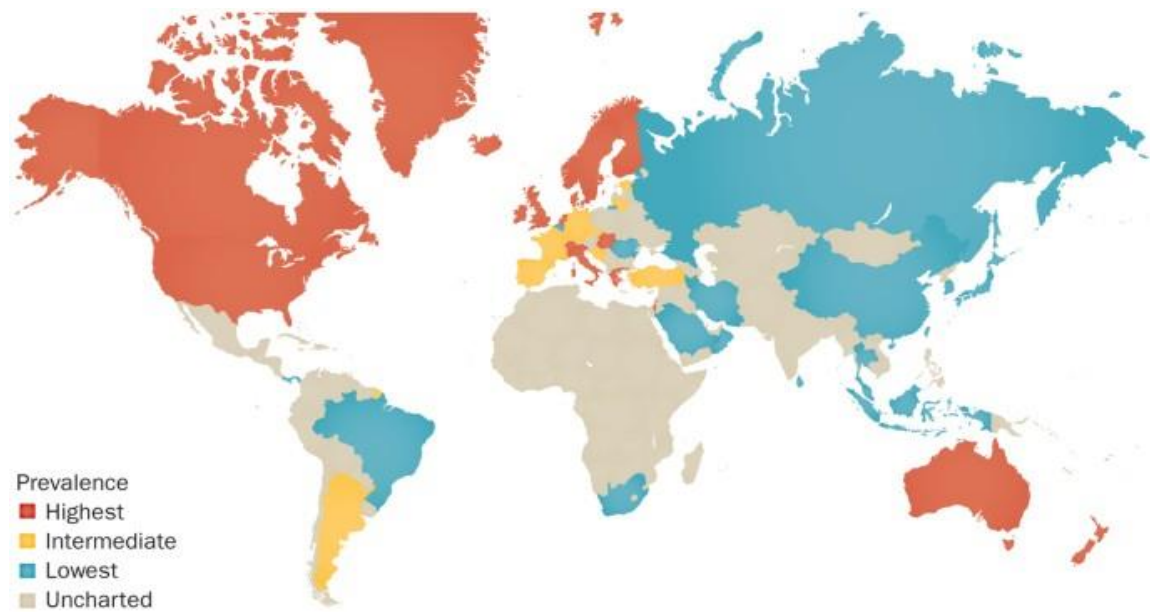 Prevalence
Highest
Intermediate
Lowest
Uncharted